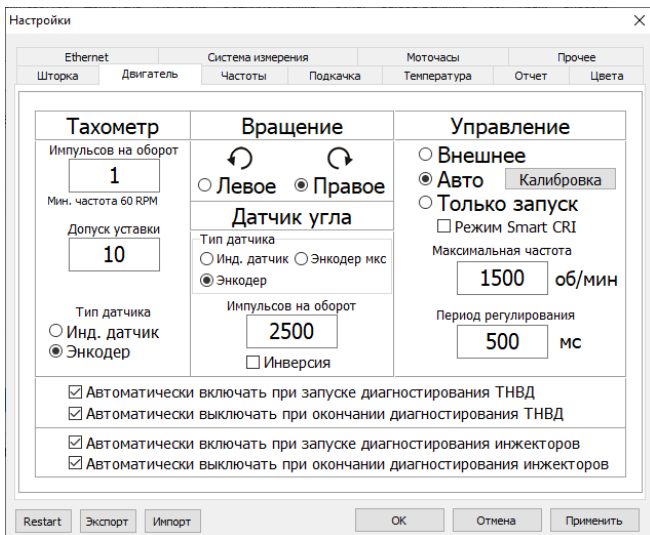 Настройки
Ethernet Система измерения Моточасы Прочее
Шторка Двигатель Частоты Подкачка Температура Отчет Цвета
Тахометр
Импульсов на оборот
1
Мин. частота 60 RPM
Допуск уставки
10
Тип датчика
Инд. датчик
Энкодер
Вращение
Левое Правое
Датчик угла
Тип датчика
Инд. датчик Энкодер мкс
Энкодер
Импульсов на оборот
2500
Инверсия
Управление
Внешнее
Авто Калибровка
Только запуск
Режим Smart CRI
Максимальная частота
1500 об/мин
Период регулирования
500 мс
Автоматически включать при запуске диагностирования ТНВД
Автоматически выключать при окончании диагностирования ТНВД
Автоматически включать при запуске диагностирования инжекторов
Автоматически выключать при окончании диагностирования инжекторов
Restart Экспорт Импорт OK Отмена Применить